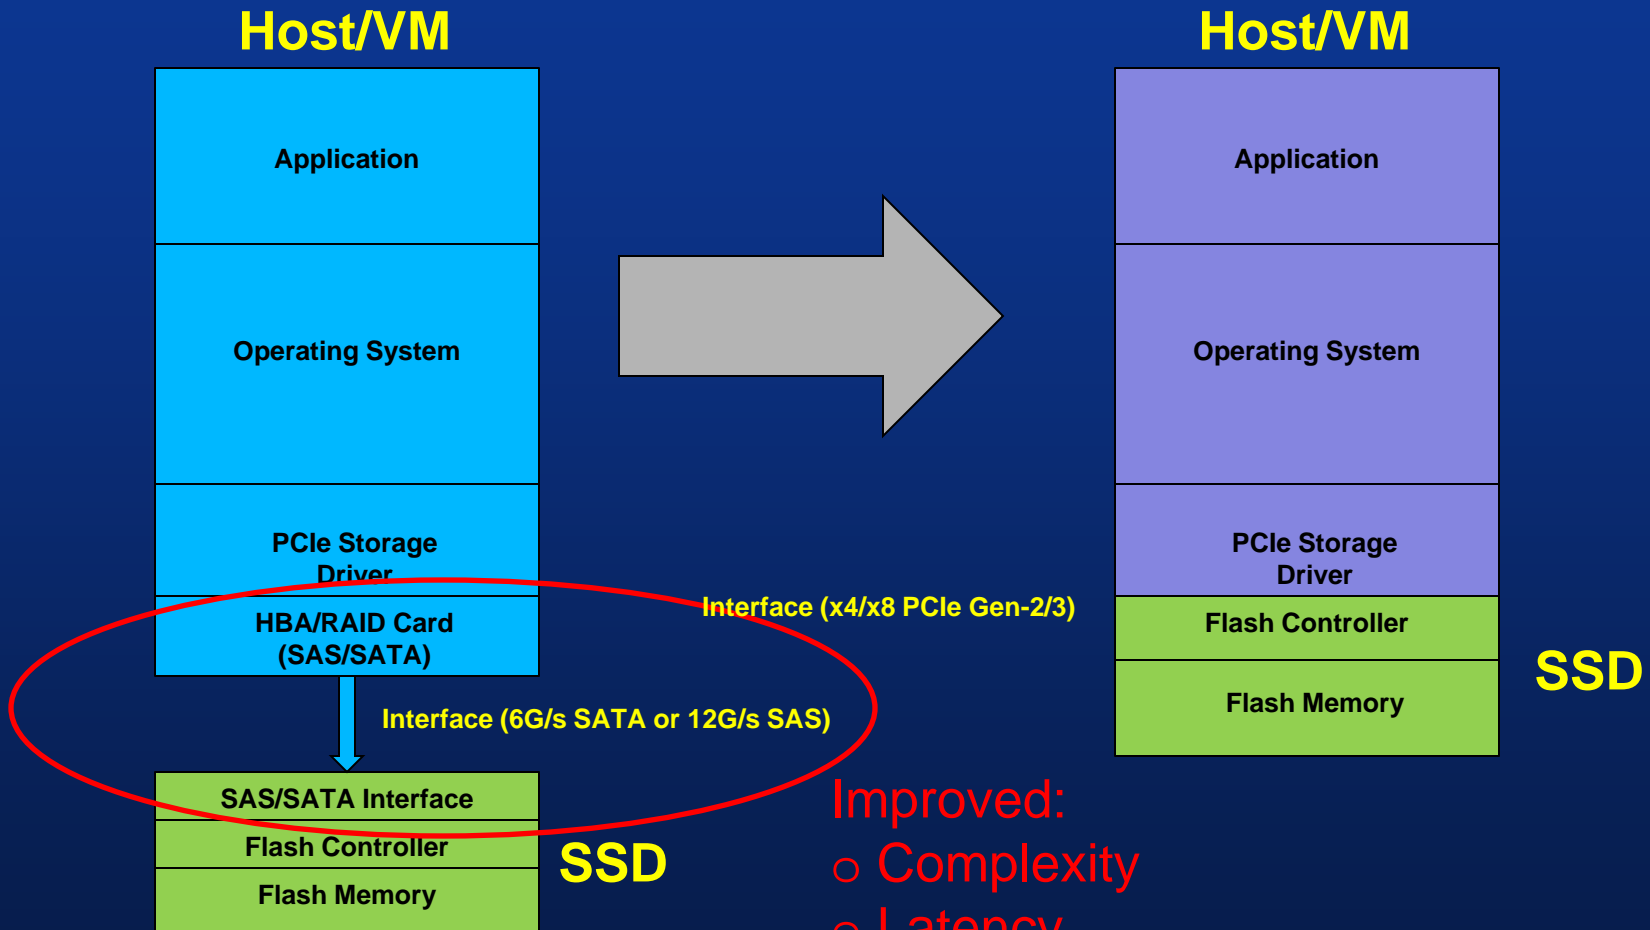 Host/VM
Application
Operating System
PCIe Storage
Driver
HBA/RAID Card
(SAS/SATA)
Interface (6G/s SATA or 12G/s SAS)
SAS/SATA Interface
Flash Controller
Flash Memory
SSD
Host/VM
Application
Operating System
PCIe Storage
Driver
Interface (x4/x8 PCIe Gen-2/3)
Flash Controller
Flash Memory
SSD
Improved:
o Complexity
o Latency